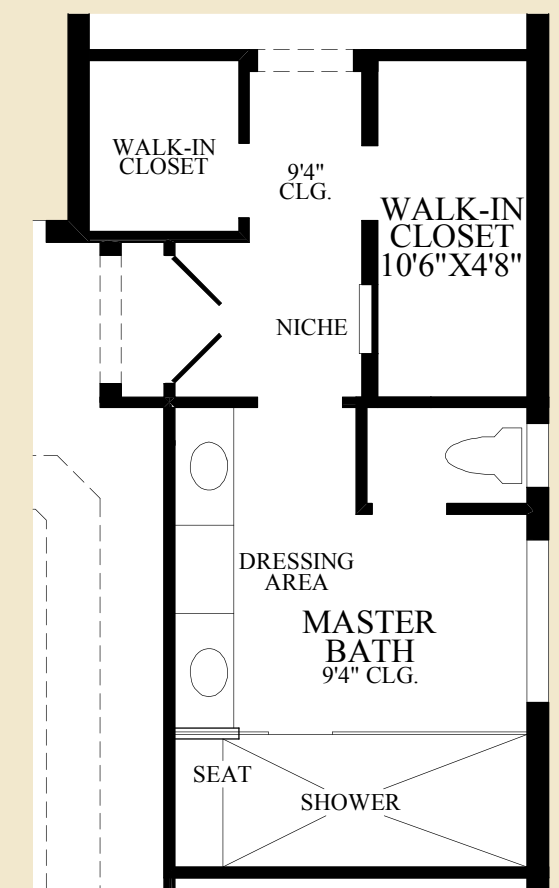 WALK-IN
CLOSET
9'4"
CLG.
WALK-IN
CLOSET
10'6"X4'8"
NICHE
DRESSING
AREA
MASTER
BATH
9'4" CLG.
SEAT
SHOWER